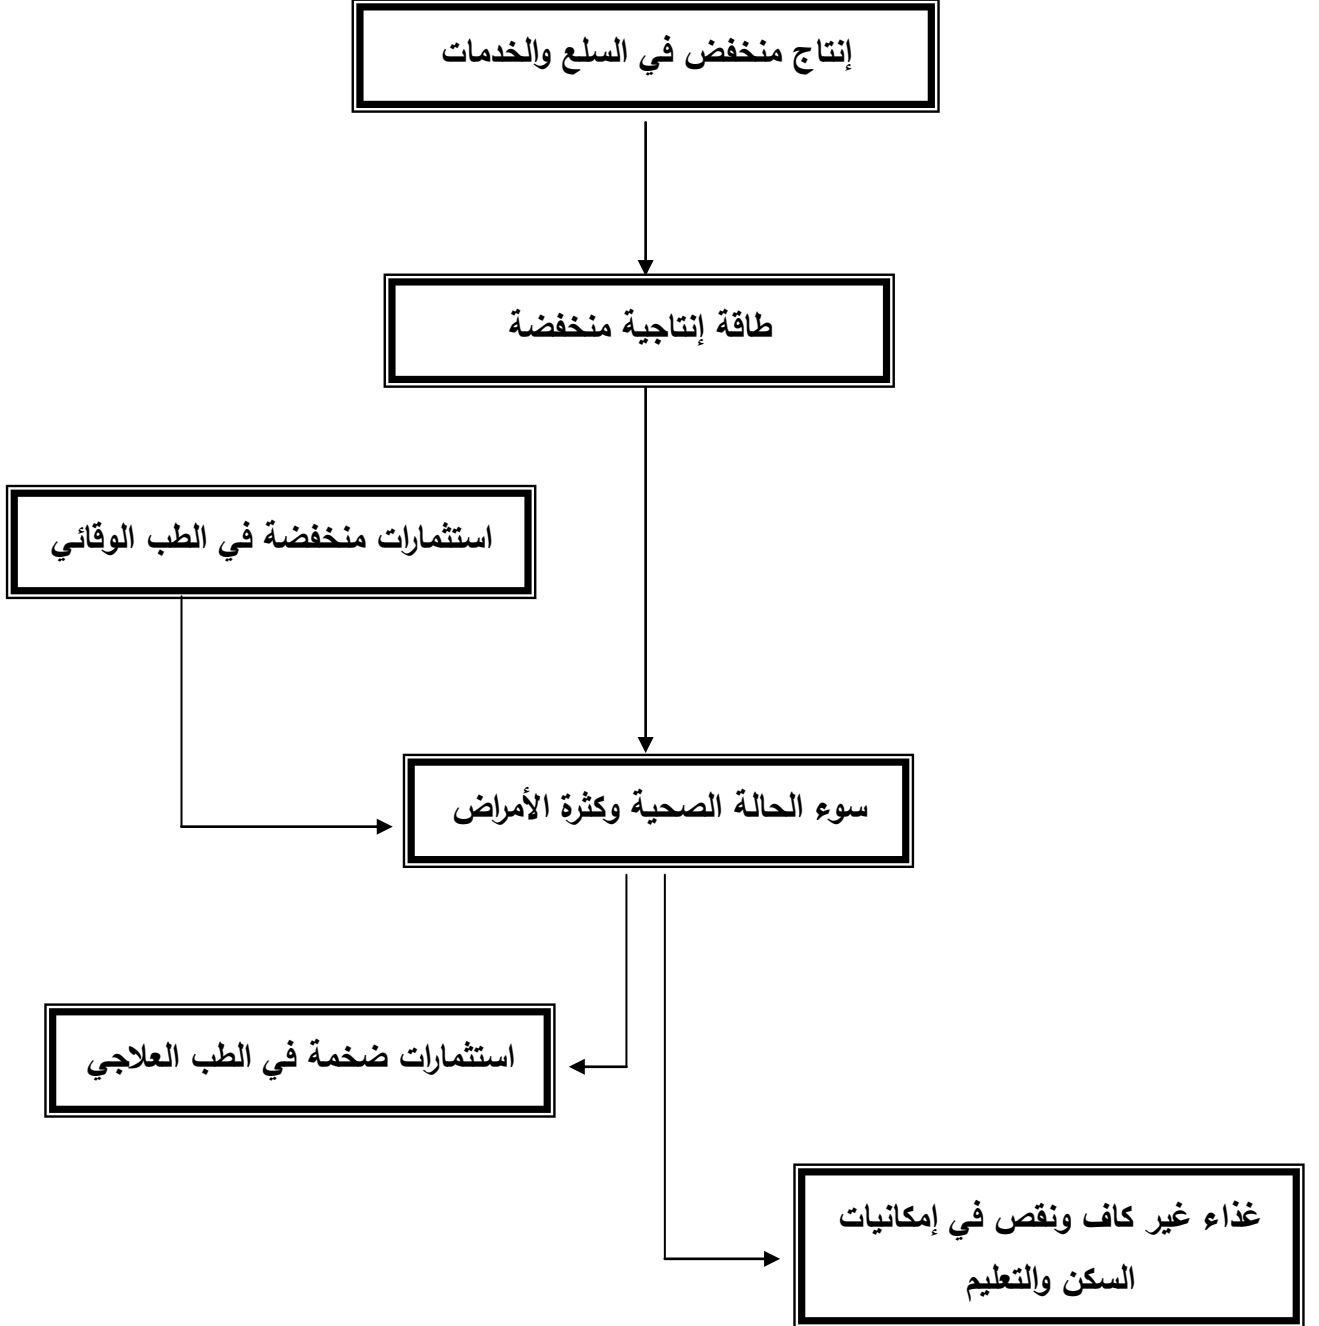 إنتاج منخفض في السلع والخدمات
طاقة إنتاجية منخفضة
استثمارات منخفضة في الطب الوقائي
سوء الحالة الصحية وكثرة الأمراض
استثمارات ضخمة في الطب العلاجي
غذاء غير كاف ونقص في إمكانيات
السكن والتعليم